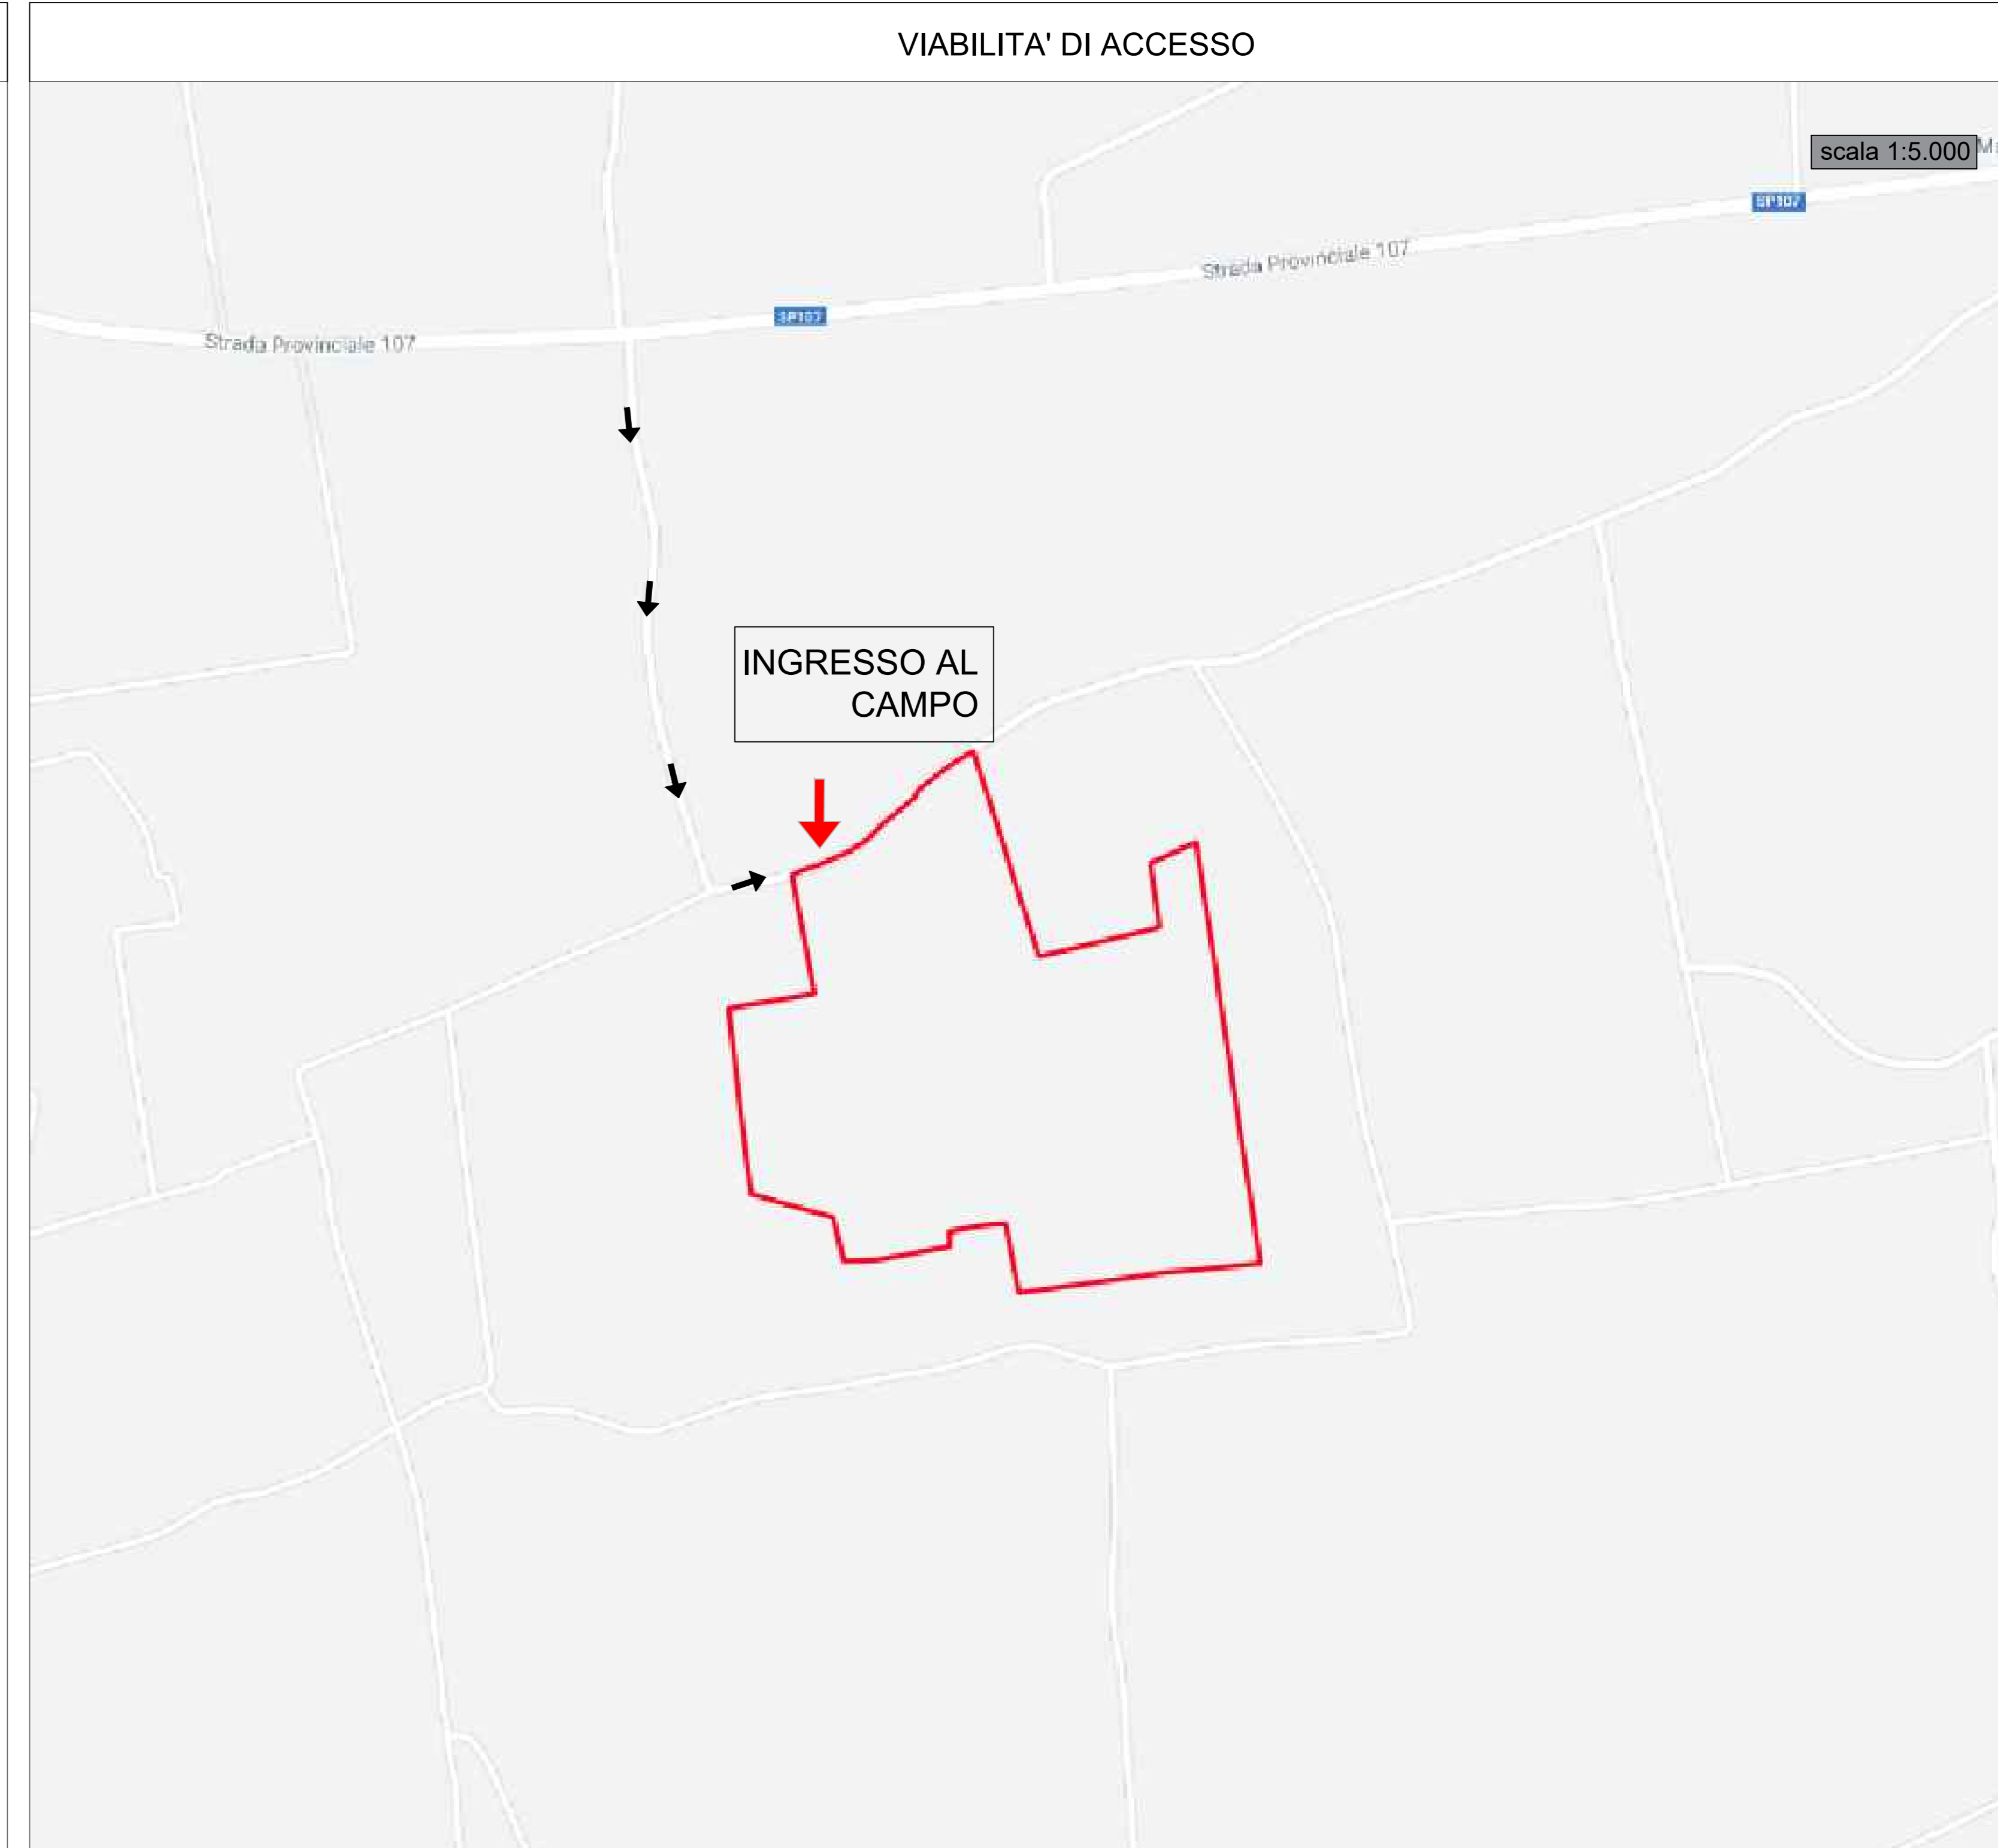 VIABILITA' DI ACCESSO
scala 1:5.000
SP107
Strada Provinciale 107
SP107
Strada Provinciale 107
INGRESSO AL
CAMPO